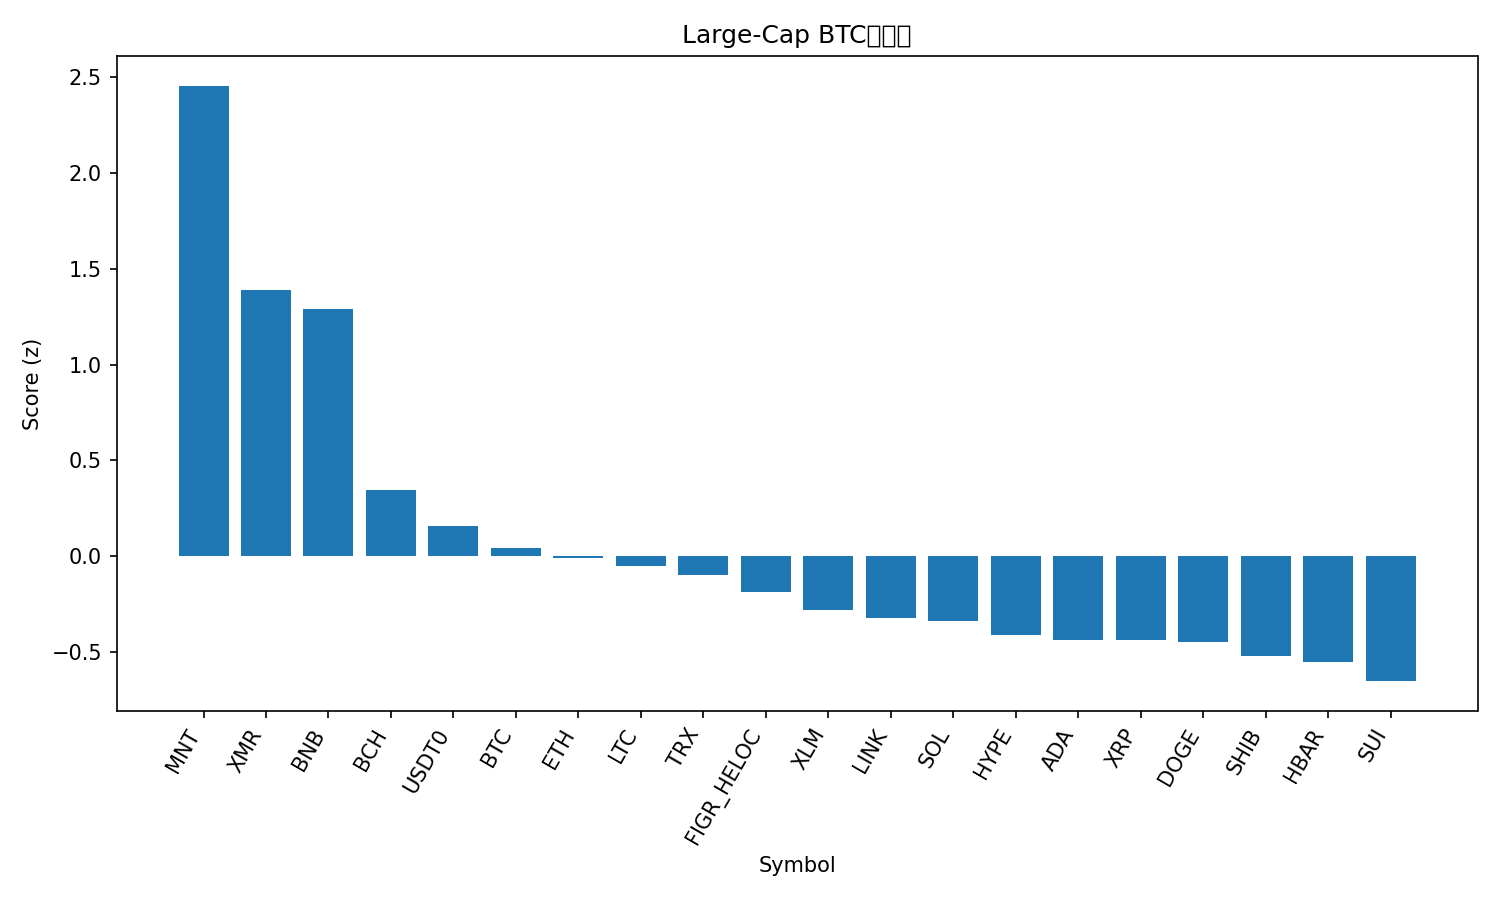 Large-Cap BTC
Score (z)
2.5
2.0
1.5
1.0
0.5
0.0
−0.5
MNT
XMR
BNB
BCH
USDT0
BTC
ETH
LTC
TRX
FIGR_HELOC
XLM
LINK
SOL
HYPE
ADA
XRP
DOGE
SHIB
HBAR
SUI
Symbol